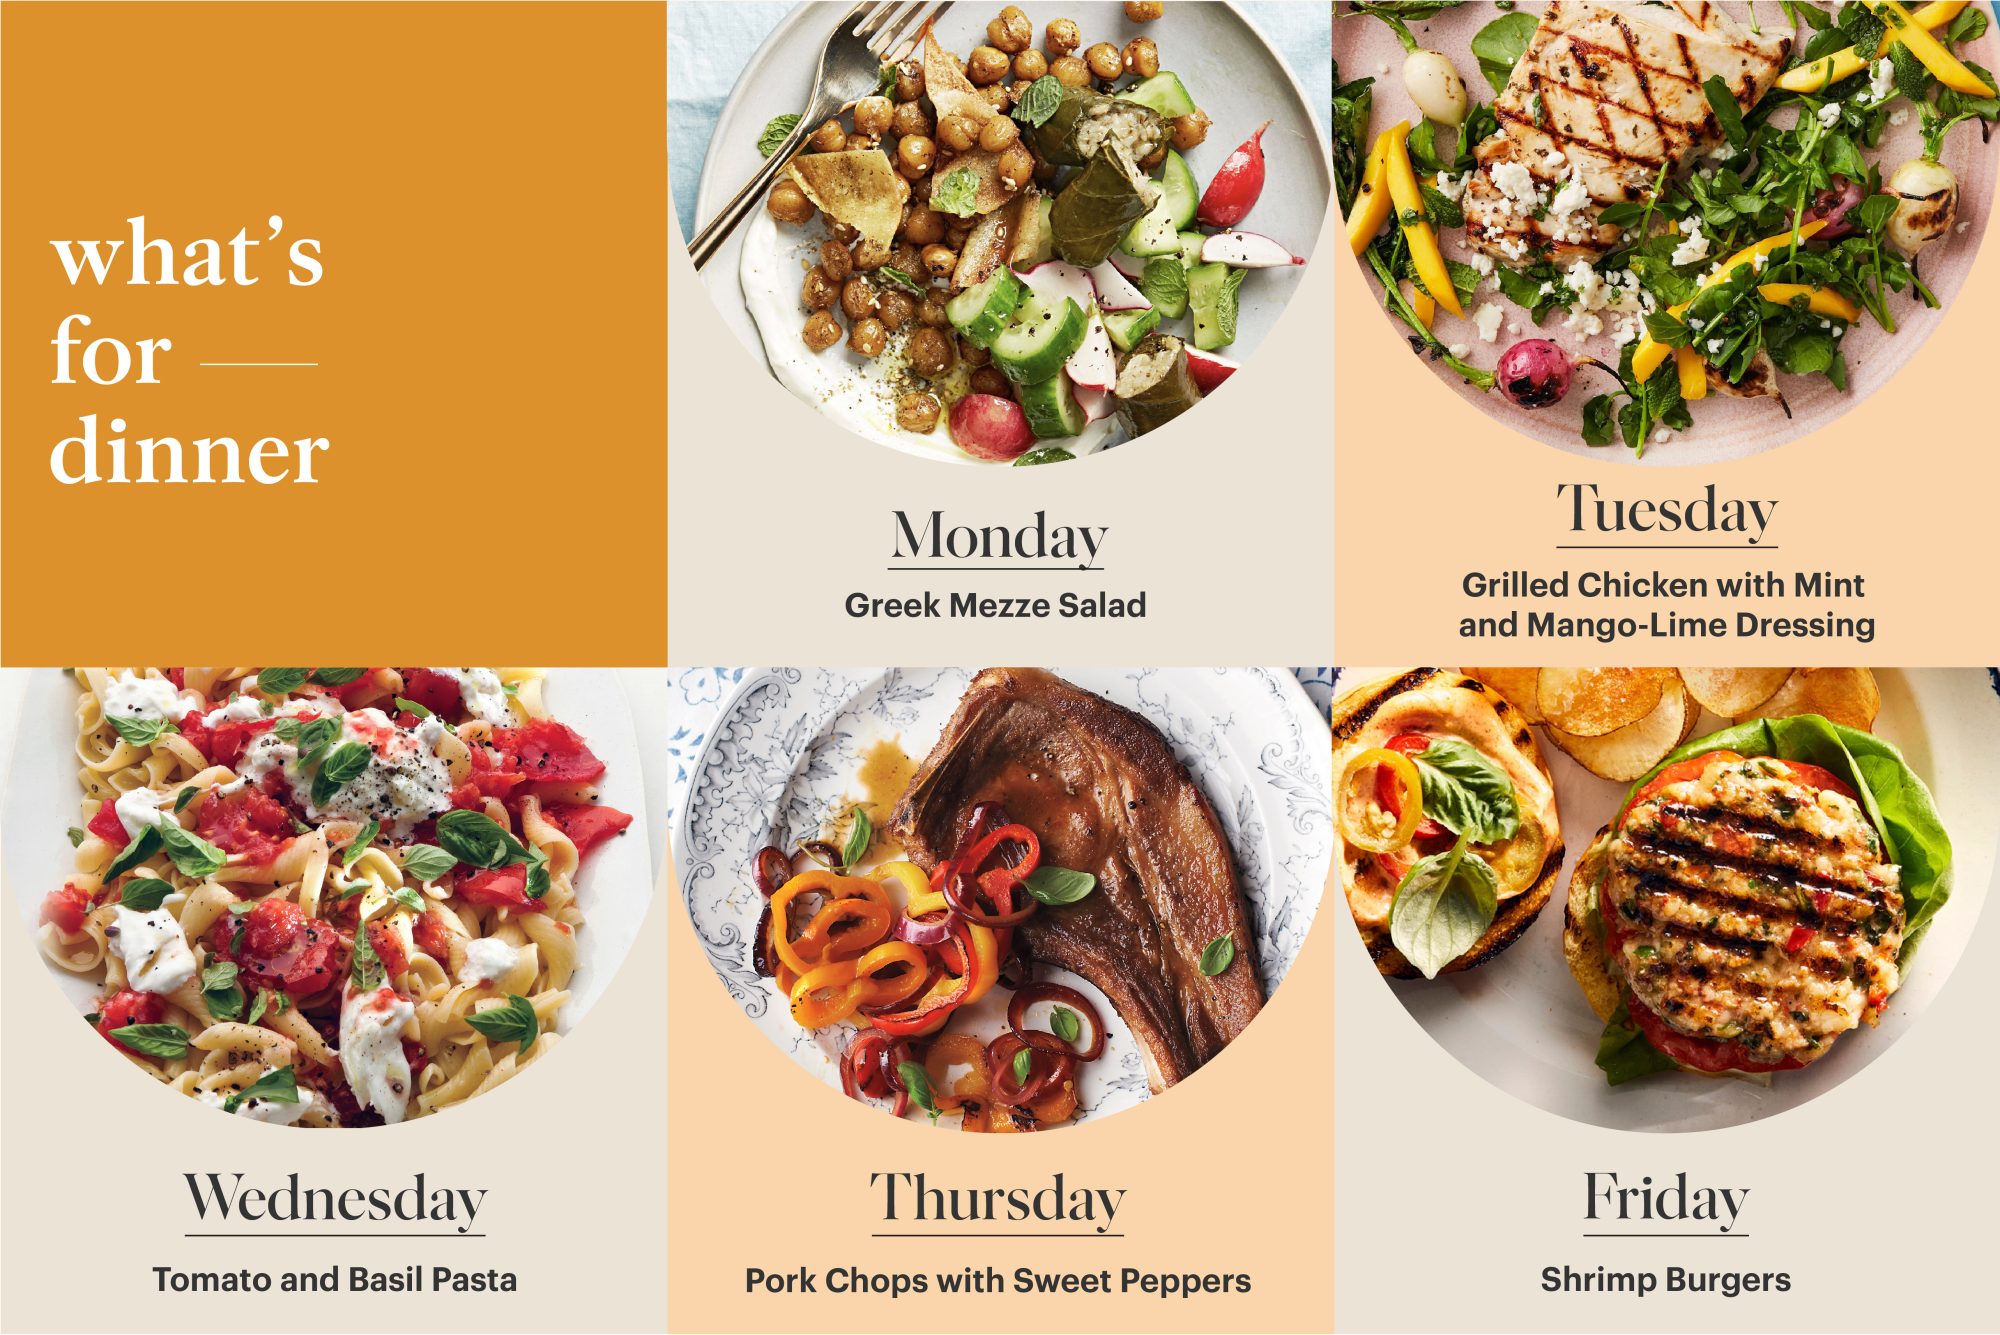 what’s
for
dinner
Monday
Greek Mezze Salad
Tuesday
Grilled Chicken with Mint
and Mango-Lime Dressing
Wednesday
Tomato and Basil Pasta
Thursday
Pork Chops with Sweet Peppers
Friday
Shrimp Burgers